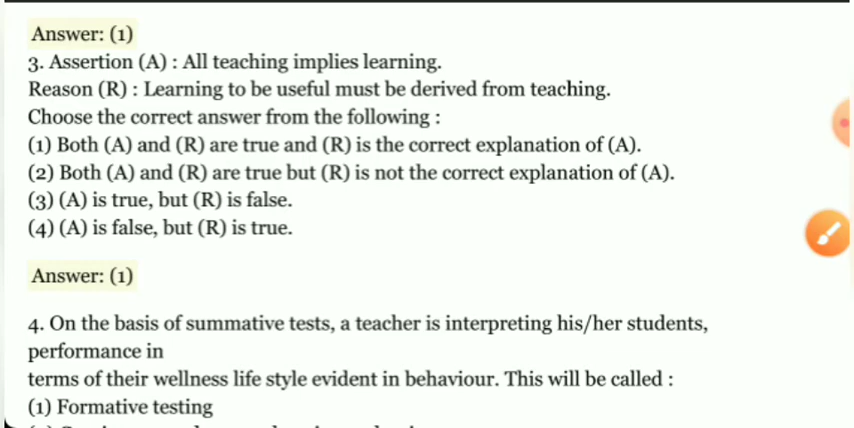 Answer: (1)
3. Assertion (A) : All teaching implies learning.
Reason (R) : Learning to be useful must be derived from teaching.
Choose the correct answer from the following :
(1) Both (A) and (R) are true and (R) is the correct explanation of (A).
(2) Both (A) and (R) are true but (R) is not the correct explanation of (A).
(3) (A) is true, but (R) is false.
(4) (A) is false, but (R) is true.
Answer: (1)
4. On the basis of summative tests, a teacher is interpreting his/her students,
performance in
terms of their wellness life style evident in behaviour. This will be called :
(1) Formative testing